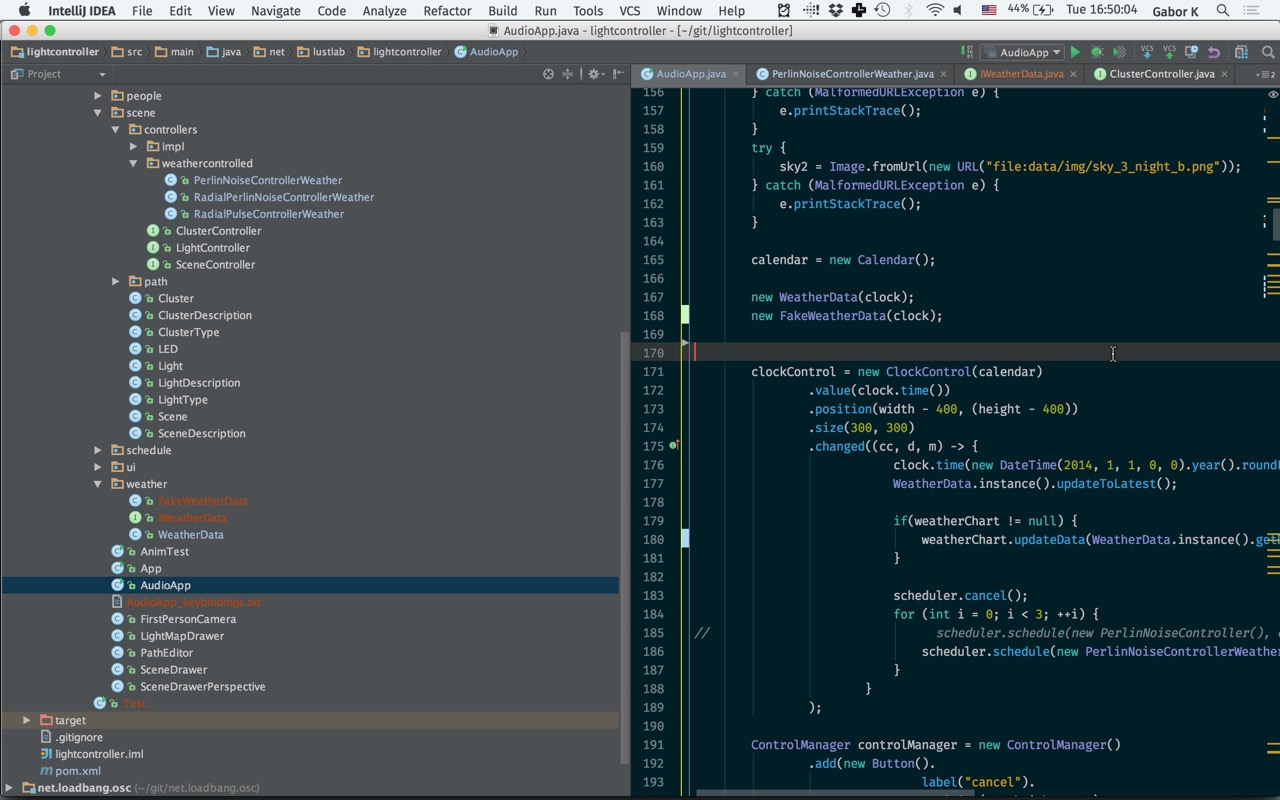 IntelliJ IDEA File Edit View Navigate Code Analyze Refactor Build Run Tools VCS Window Help 44% Tue 16:50:04 Gabor K
AudioApp.java - lightcontroller - [~/git/lightcontroller]
lightcontroller src main java net lustlab lightcontroller AudioApp AudioApp VCS VCS
Project
AudioApp.java PerlinNoiseControllerWeather.java IWeatherData.java ClusterController.java
people
scene
controllers
impl
weathercontrolled
PerlinNoiseControllerWeather
RadialPerlinNoiseControllerWeather
RadialPulseControllerWeather
ClusterController
LightController
SceneController
path
Cluster
ClusterDescription
ClusterType
LED
Light
LightDescription
LightType
Scene
SceneDescription
schedule
ui
weather
FakeWeatherData
IWeatherData
WeatherData
AnimTest
App
AudioApp
AudioApp_keybindings.txt
FirstPersonCamera
LightMapDrawer
PathEditor
SceneDrawer
SceneDrawerPerspective
Test
target
.gitignore
lightcontroller.iml
pom.xml
net.loadbang.osc (~/git/net.loadbang.osc)
156 } catch (MalformedURLException e) {
157 e.printStackTrace();
158 }
159 try {
160 sky2 = Image.fromUrl(new URL("file:data/img/sky_3_night_b.png"));
161 } catch (MalformedURLException e) {
162 e.printStackTrace();
163 }
164
165 calendar = new Calendar();
166
167 new WeatherData(clock);
168 new FakeWeatherData(clock);
169
170
171 clockControl = new ClockControl(calendar)
172 .value(clock.time())
173 .position(width - 400, (height - 400))
174 .size(300, 300)
175 .changed((cc, d, m) -> {
176 clock.time(new DateTime(2014, 1, 1, 0, 0).year().round
177 WeatherData.instance().updateToLatest();
178
179 if(weatherChart != null) {
180 weatherChart.updateData(WeatherData.instance().get
181 }
182
183 scheduler.cancel();
184 for (int i = 0; i < 3; ++i) {
185 // scheduler.schedule(new PerlinNoiseController(),
186 scheduler.schedule(new PerlinNoiseControllerWeather
187 }
188 }
189 );
190
191 ControlManager controlManager = new ControlManager()
192 .add(new Button().
193 label("cancel").